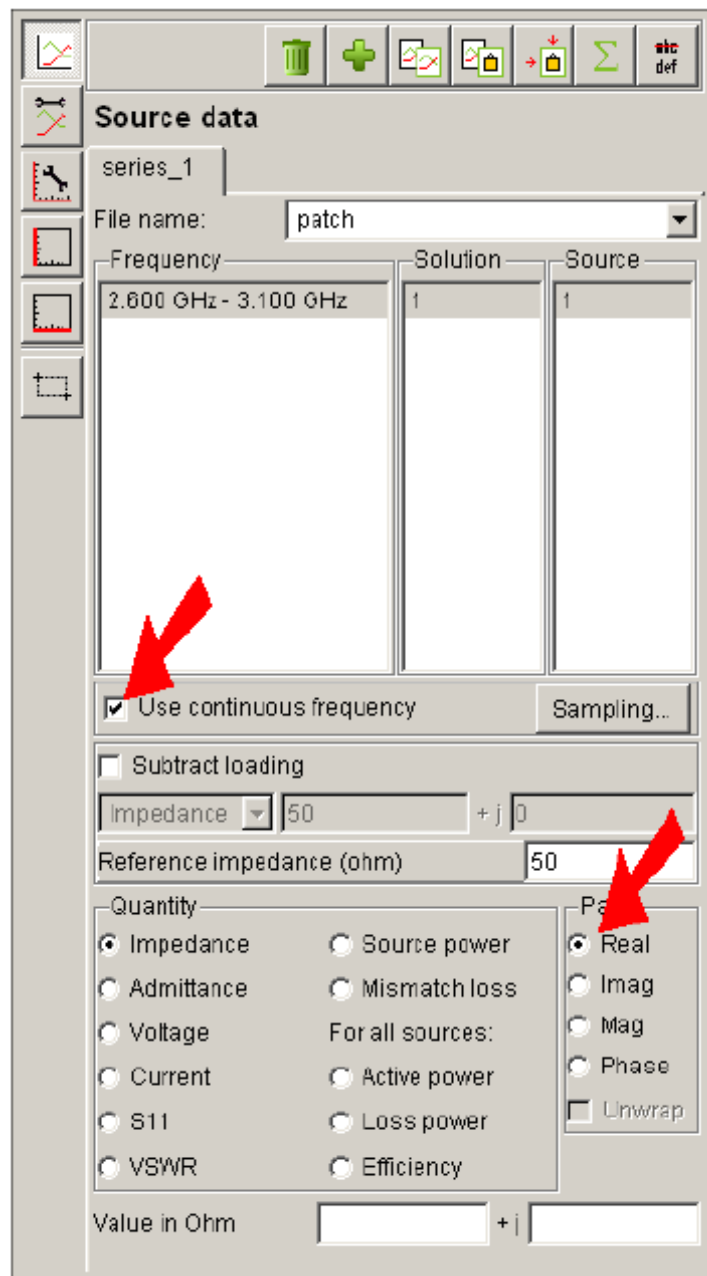 abc
def
Source data
series_1
File name: patch
Frequency Solution Source
2.600 GHz - 3.100 GHz 1 1
Use continuous frequency Sampling...
Subtract loading
Impedance 50 + j 0
Reference impedance (ohm) 50
Quantity
Impedance Source power Real
Admittance Mismatch loss Imag
Voltage For all sources: Mag
Current Active power Phase
S11 Loss power Unwrap
VSWR Efficiency
Value in Ohm + j